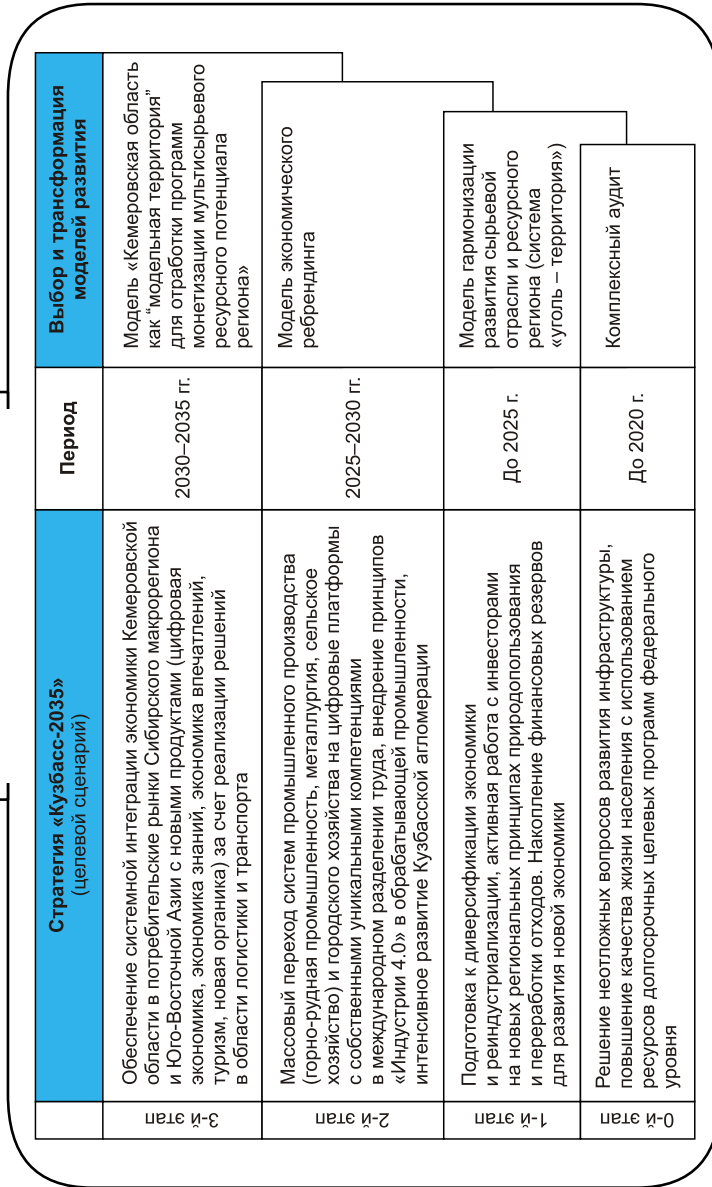 Стратегия «Кузбасс-2035»
(целевой сценарий)
Период
Выбор и трансформация
моделей развития
3-й этап
Обеспечение системной интеграции экономики Кемеровской
области в потребительские рынки Сибирского макрорегиона
и Юго-Восточной Азии с новыми продуктами (цифровая
экономика, экономика знаний, экономика впечатлений,
туризм, новая органика) за счет реализации решений
в области логистики и транспорта
2030–2035 гг.
Модель «Кемеровская область
как “модельная территория”
для отработки программ
монетизации мультисырьевого
ресурсного потенциала
региона»
2-й этап
Массовый переход систем промышленного производства
(горно-рудная промышленность, металлургия, сельское
хозяйство) и городского хозяйства на цифровые платформы
с собственными уникальными компетенциями
в международном разделении труда, внедрение принципов
«Индустрии 4.0» в обрабатывающей промышленности,
интенсивное развитие Кузбасской агломерации
2025–2030 гг.
Модель экономического
ребрендинга
1-й этап
Подготовка к диверсификации экономики
и реиндустриализации, активная работа с инвесторами
на новых региональных принципах природопользования
и переработки отходов. Накопление финансовых резервов
для развития новой экономики
До 2025 г.
Модель гармонизации
развития сырьевой
отрасли и ресурсного
региона (система
«уголь – территория»)
0-й этап
Решение неотложных вопросов развития инфраструктуры,
повышение качества жизни населения с использованием
ресурсов долгосрочных целевых программ федерального
уровня
До 2020 г.
Комплексный аудит